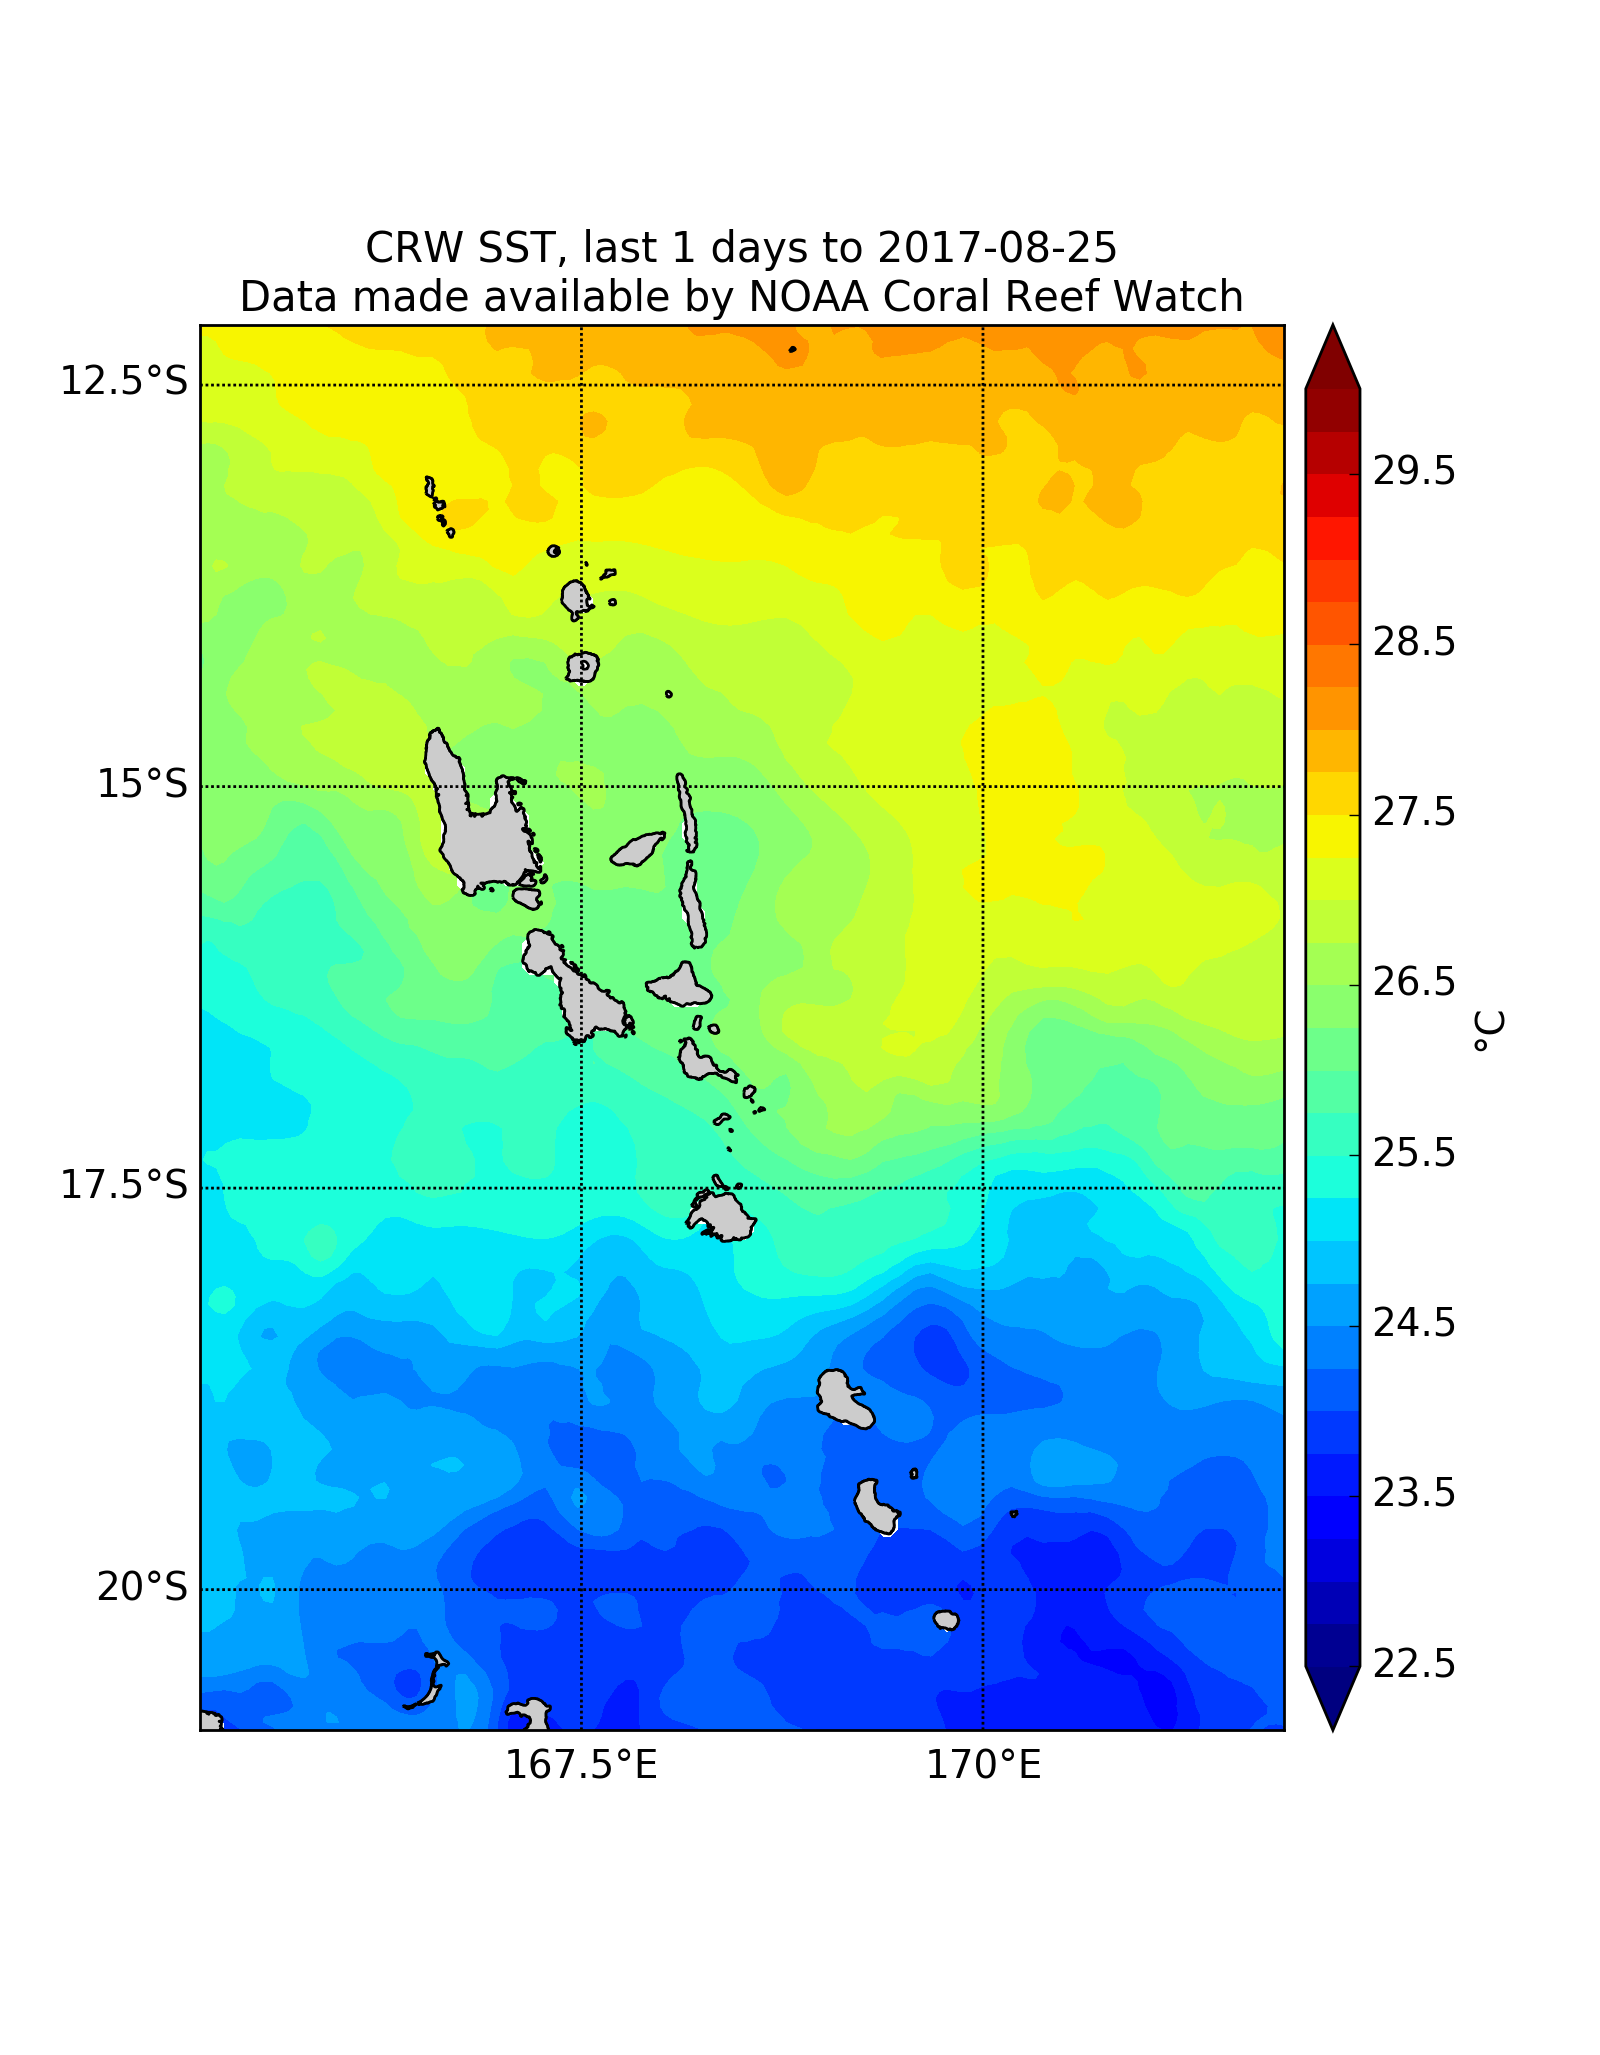 CRW SST, last 1 days to 2017-08-25
Data made available by NOAA Coral Reef Watch
12.5°S
15°S
17.5°S
20°S
167.5°E
170°E
29.5
28.5
27.5
26.5
25.5
24.5
23.5
22.5
°C